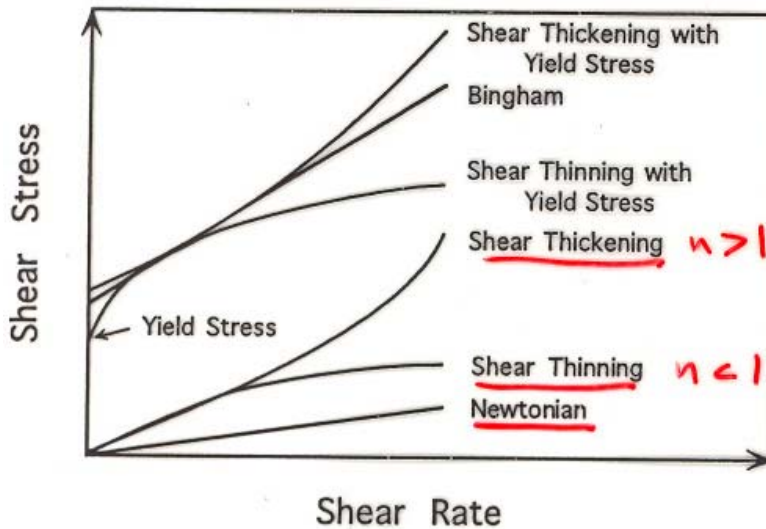 Shear Thickening with
Yield Stress
Bingham
Shear Thinning with
Yield Stress
Shear Thickening n>1
Yield Stress
Shear Thinning n<1
Newtonian
Shear Stress
Shear Rate